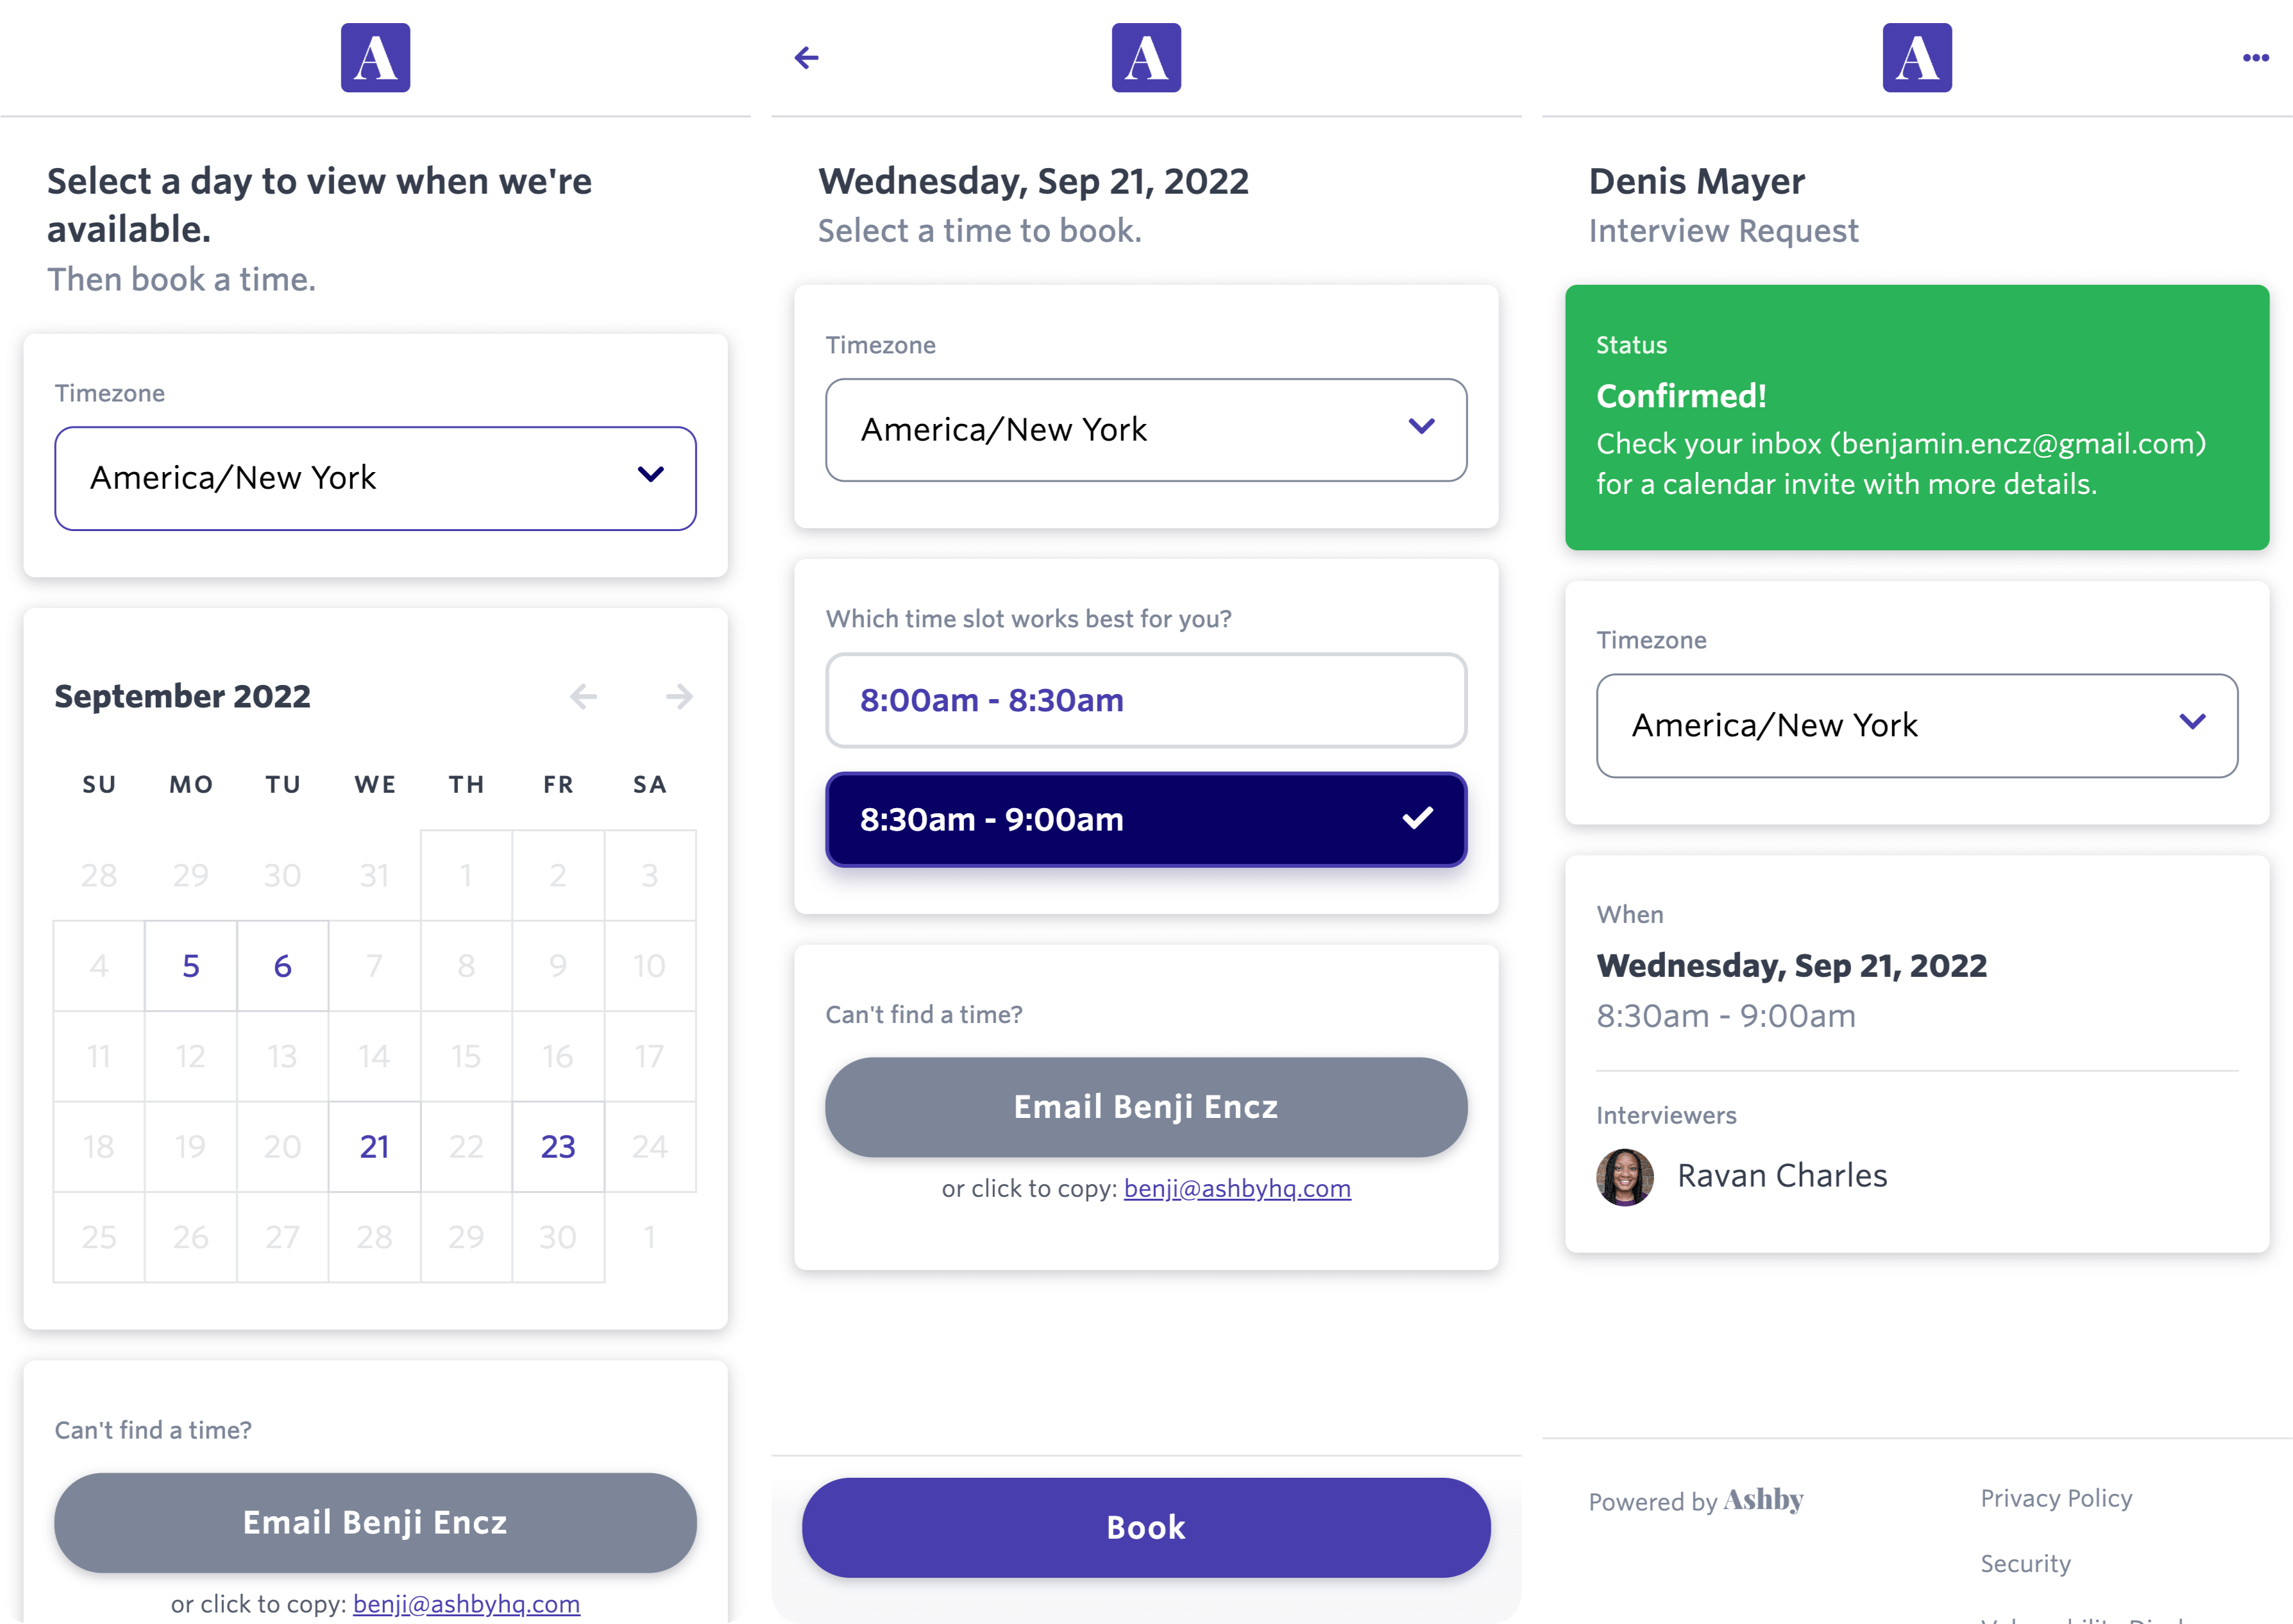 A
Select a day to view when we're
available.
Then book a time.
Timezone
America/New York
September 2022
SU MO TU WE TH FR SA
28 29 30 31 1 2 3
4 5 6 7 8 9 10
11 12 13 14 15 16 17
18 19 20 21 22 23 24
25 26 27 28 29 30 1
Can't find a time?
Email Benji Encz
or click to copy: benji@ashbyhq.com
A
Wednesday, Sep 21, 2022
Select a time to book.
Timezone
America/New York
Which time slot works best for you?
8:00am - 8:30am
8:30am - 9:00am
Can't find a time?
Email Benji Encz
or click to copy: benji@ashbyhq.com
Book
A
Denis Mayer
Interview Request
Status
Confirmed!
Check your inbox (benjamin.encz@gmail.com)
for a calendar invite with more details.
Timezone
America/New York
When
Wednesday, Sep 21, 2022
8:30am - 9:00am
Interviewers
Ravan Charles
Powered by Ashby
Privacy Policy
Security